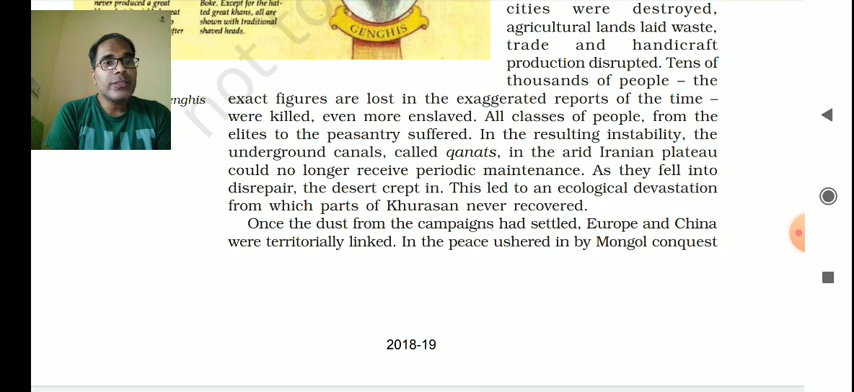 never produced a great
eat
fter
Boke. Except for the hat-
ted great khans, all are
shown with traditional
shaved heads.
GENGHIS
enghis
not to
cities were destroyed,
agricultural lands laid waste,
trade and handicraft
production disrupted. Tens of
thousands of people – the
exact figures are lost in the exaggerated reports of the time –
were killed, even more enslaved. All classes of people, from the
elites to the peasantry suffered. In the resulting instability, the
underground canals, called qanats, in the arid Iranian plateau
could no longer receive periodic maintenance. As they fell into
disrepair, the desert crept in. This led to an ecological devastation
from which parts of Khurasan never recovered.
Once the dust from the campaigns had settled, Europe and China
were territorially linked. In the peace ushered in by Mongol conquest
2018-19